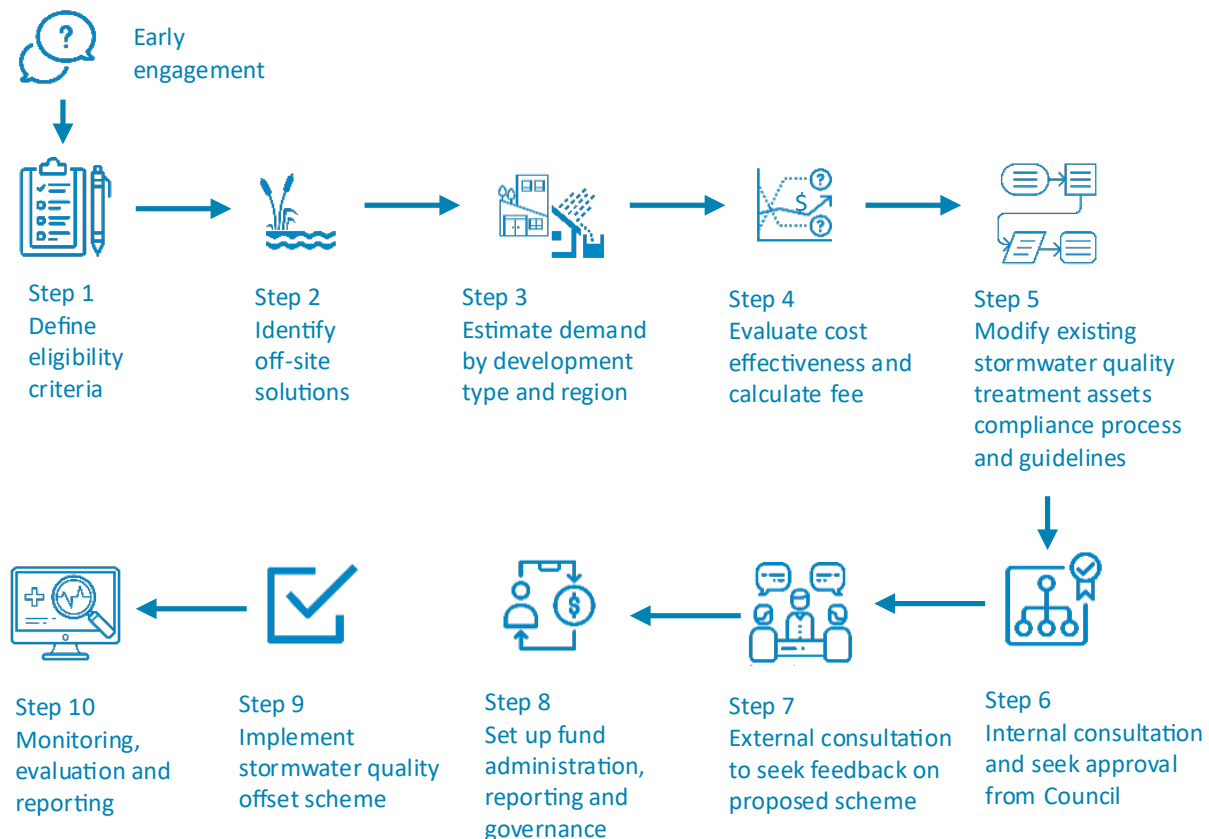 ?
Early
engagement
?
$
?
Step 1
Define
eligibility
criteria
Step 2
Identify
off-site
solutions
Step 3
Estimate demand
by development
type and region
Step 4
Evaluate cost
effectiveness and
calculate fee
Step 5
Modify existing
stormwater quality
treatment assets
compliance process
and guidelines
$
Step 10
Monitoring,
evaluation and
reporting
Step 9
Implement
stormwater quality
offset scheme
Step 8
Set up fund
administration,
reporting and
governance
Step 7
External consultation
to seek feedback on
proposed scheme
Step 6
Internal consultation
and seek approval
from Council